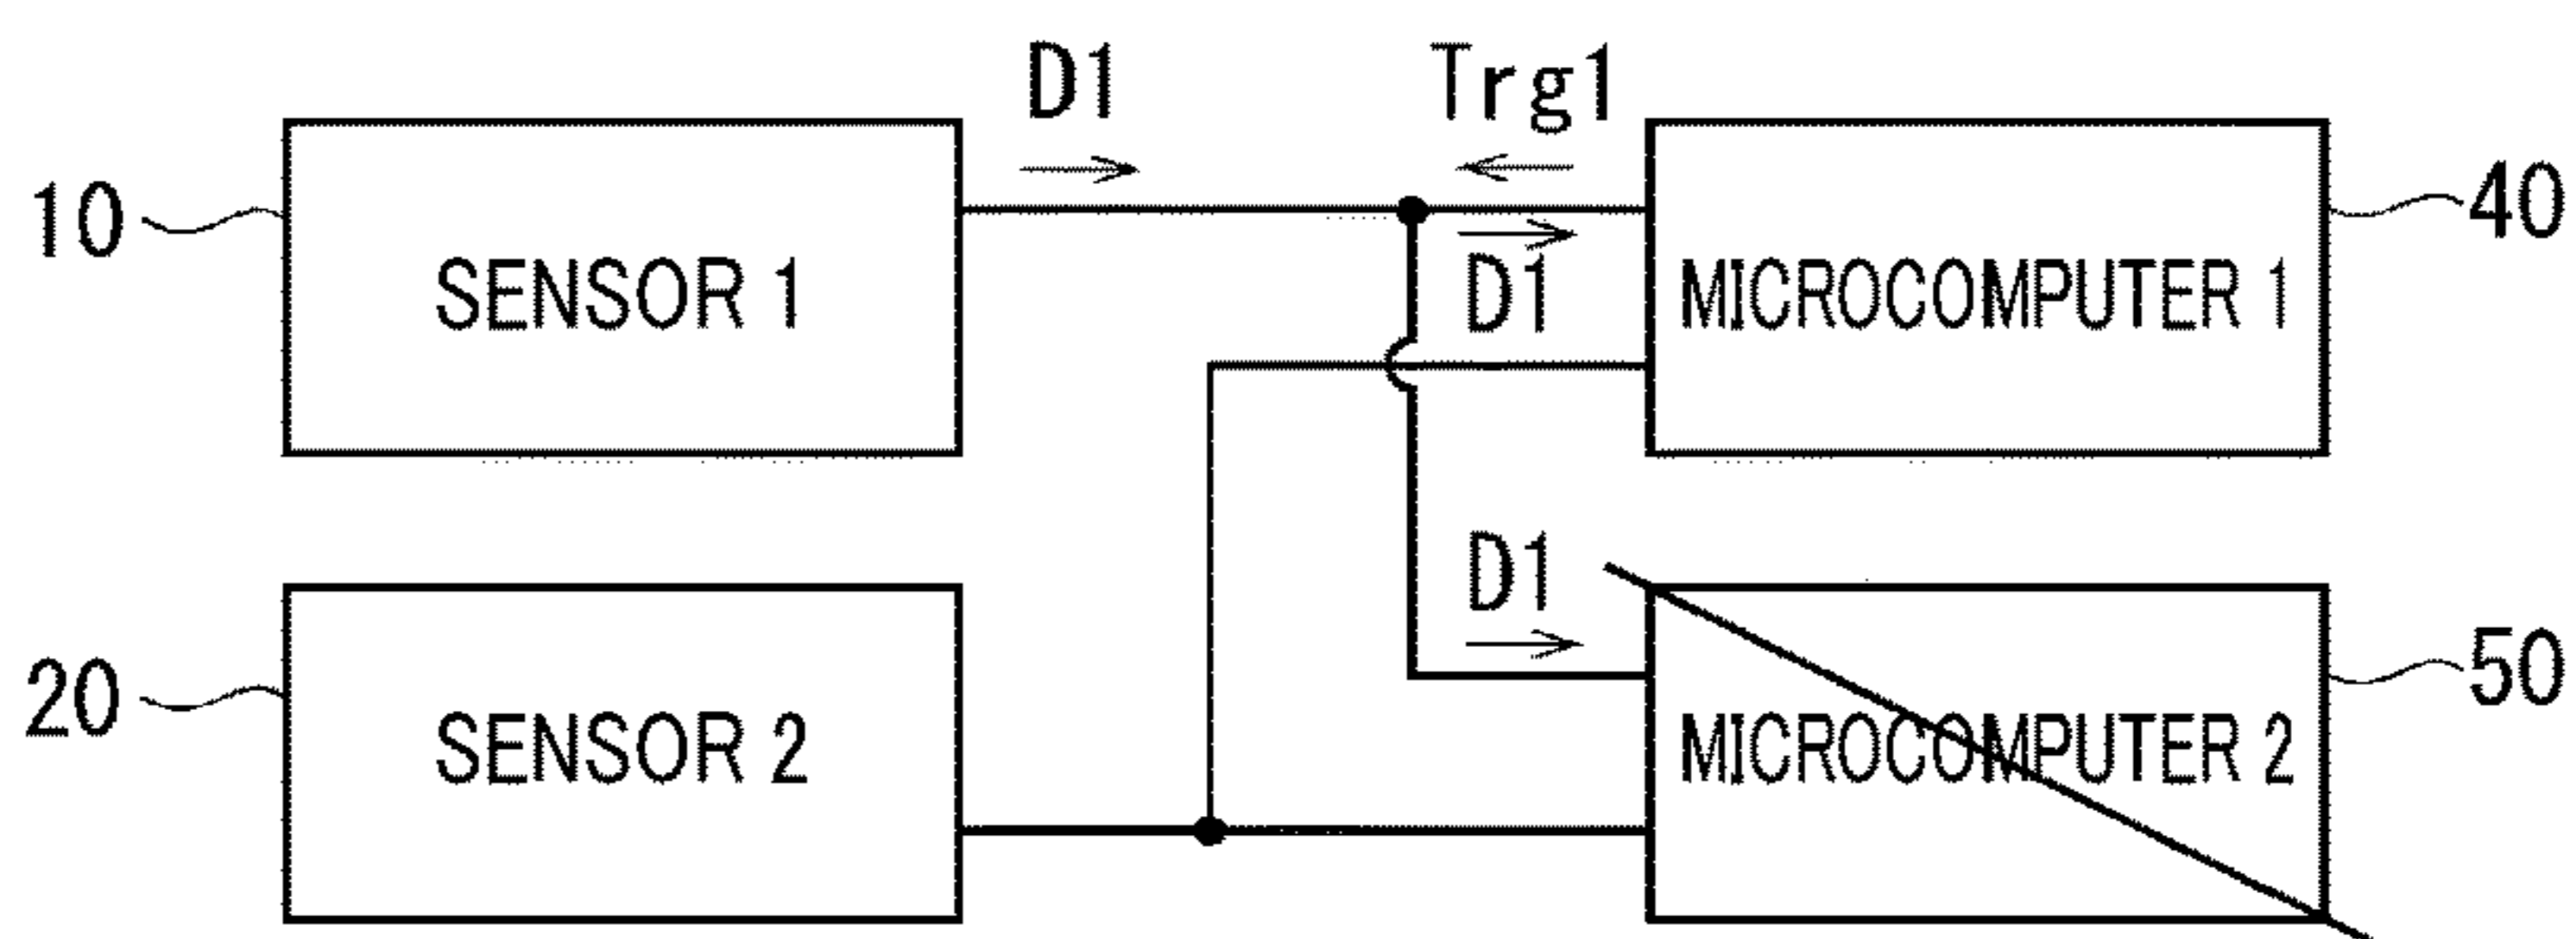 D1 Trg1
10 SENSOR 1 D1 MICROCOMPUTER 1 40
D1
20 SENSOR 2 MICROCOMPUTER 2 50